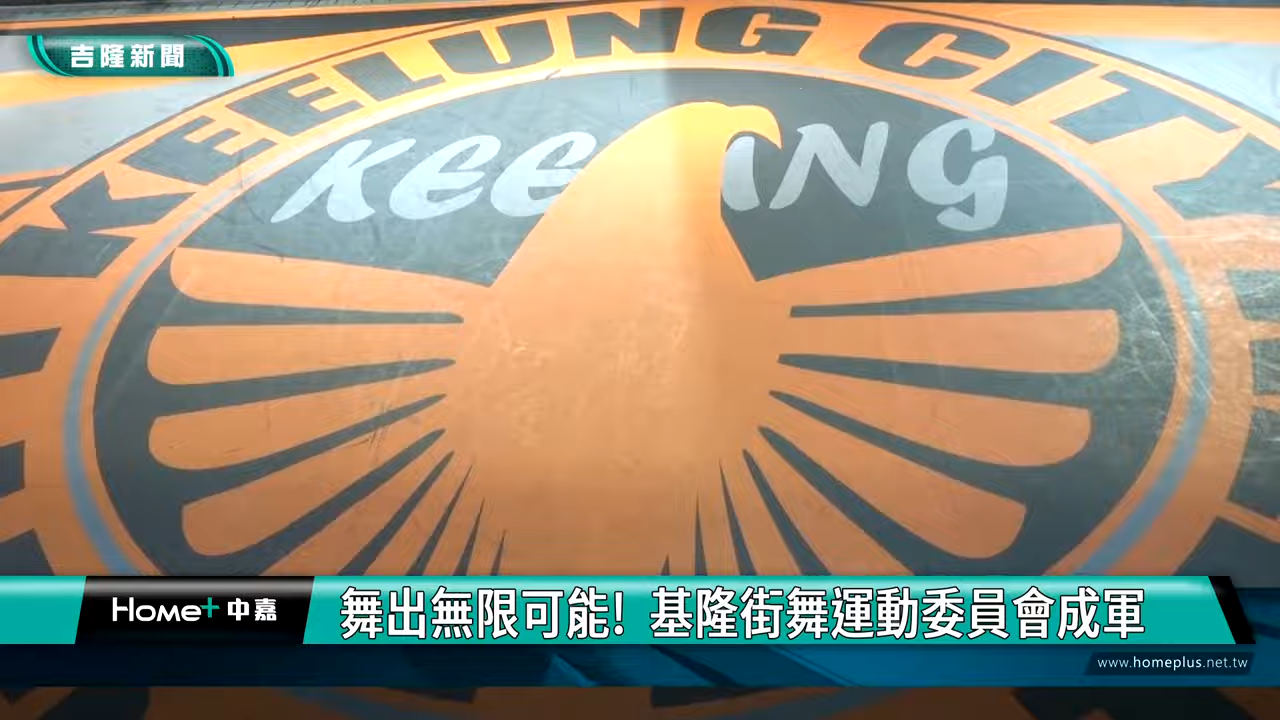 吉隆新聞
KEELUNG CITY
KEE NG
Home+ 中嘉
舞出無限可能! 基隆街舞運動委員會成軍
www.homeplus.net.tw